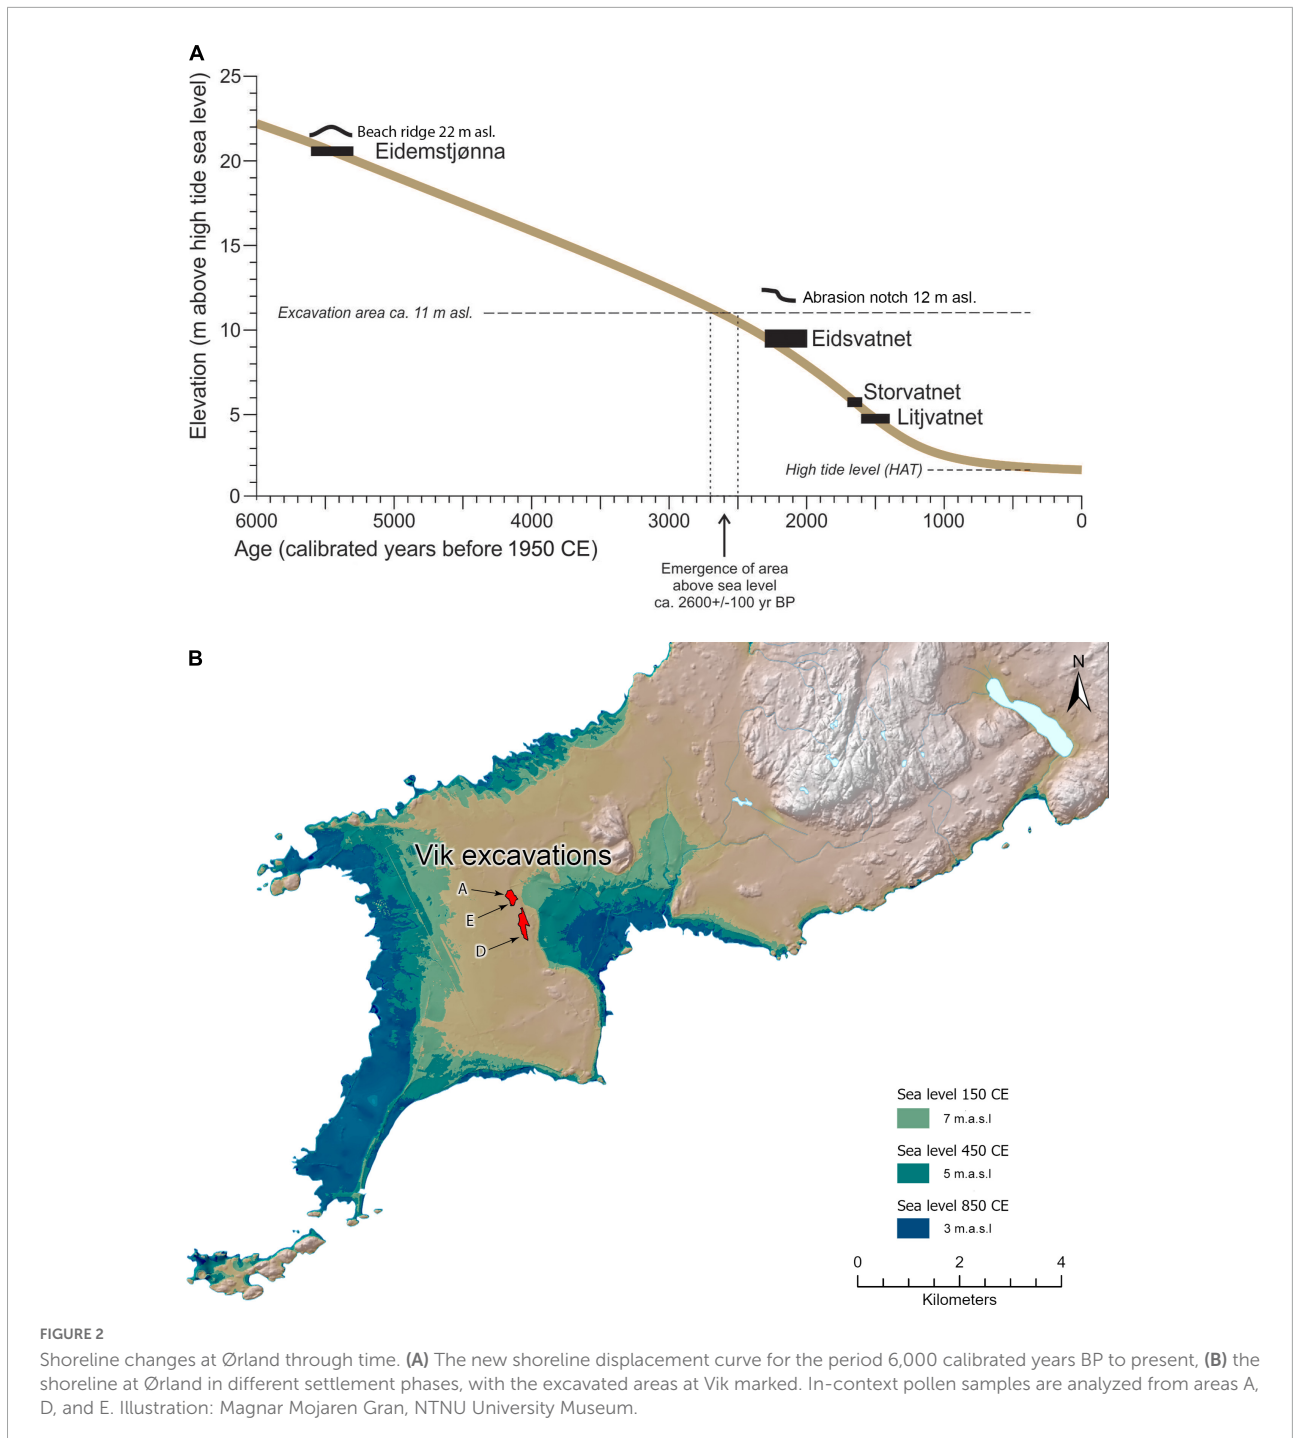 A
Elevation (m above high tide sea level)
25
20
15
10
5
0
Beach ridge 22 m asl.
Eidemstjønna
Abrasion notch 12 m asl.
Excavation area ca. 11 m asl.
Eidsvatnet
Storvatnet
Litjvatnet
High tide level (HAT)
6000 5000 4000 3000 2000 1000 0
Age (calibrated years before 1950 CE)
Emergence of area
above sea level
ca. 2600+/-100 yr BP
B
N
Vik excavations
A
E
D
Sea level 150 CE
7 m.a.s.l
Sea level 450 CE
5 m.a.s.l
Sea level 850 CE
3 m.a.s.l
0 2 4
Kilometers
FIGURE 2
Shoreline changes at Ørland through time. (A) The new shoreline displacement curve for the period 6,000 calibrated years BP to present, (B) the
shoreline at Ørland in different settlement phases, with the excavated areas at Vik marked. In-context pollen samples are analyzed from areas A,
D, and E. Illustration: Magnar Mojaren Gran, NTNU University Museum.